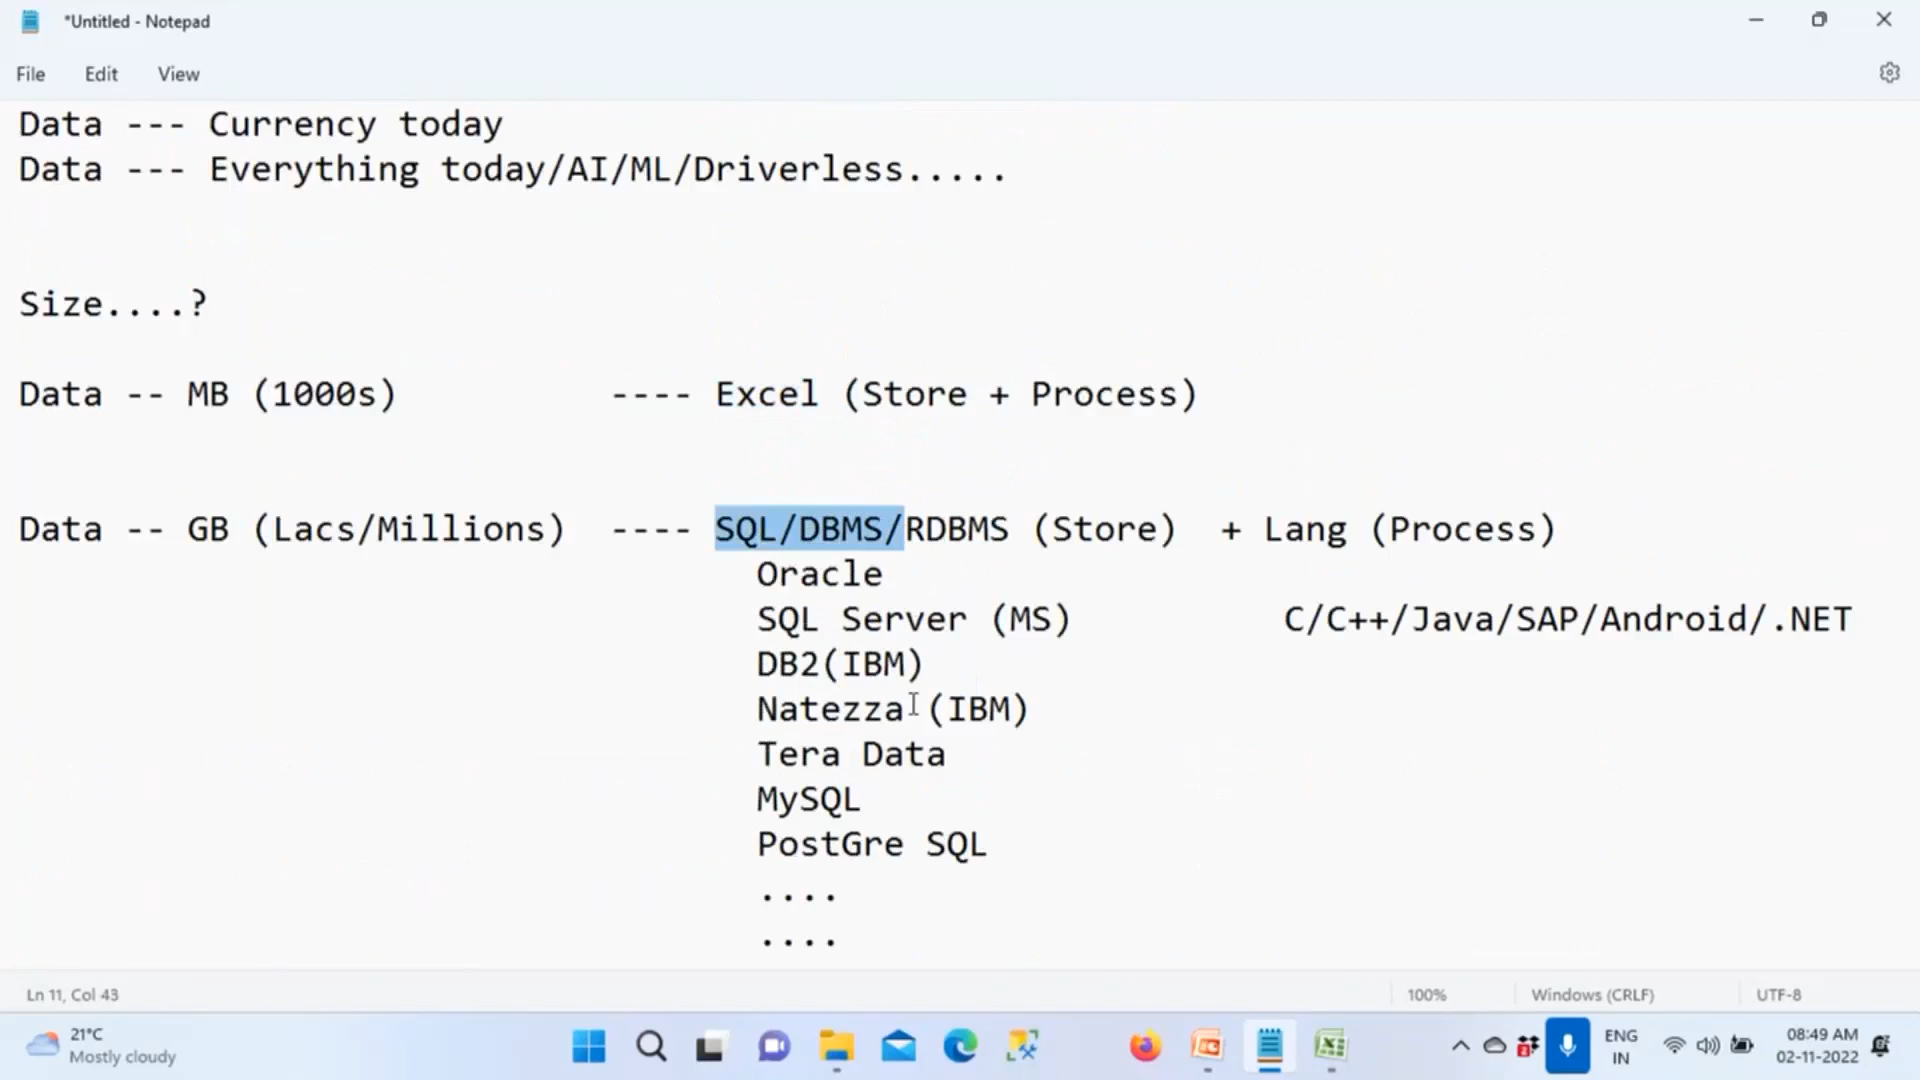 *Untitled - Notepad
File Edit View
Data --- Currency today
Data --- Everything today/AI/ML/Driverless.....
Size....?
Data -- MB (1000s) ---- Excel (Store + Process)
Data -- GB (Lacs/Millions) ---- SQL/DBMS/RDBMS (Store) + Lang (Process)
Oracle
SQL Server (MS) C/C++/Java/SAP/Android/.NET
DB2(IBM)
Natezza (IBM)
Tera Data
MySQL
PostGre SQL
....
....
Ln 11, Col 43 100% Windows (CRLF) UTF-8
21°C
Mostly cloudy
ENG
IN
08:49 AM
02-11-2022